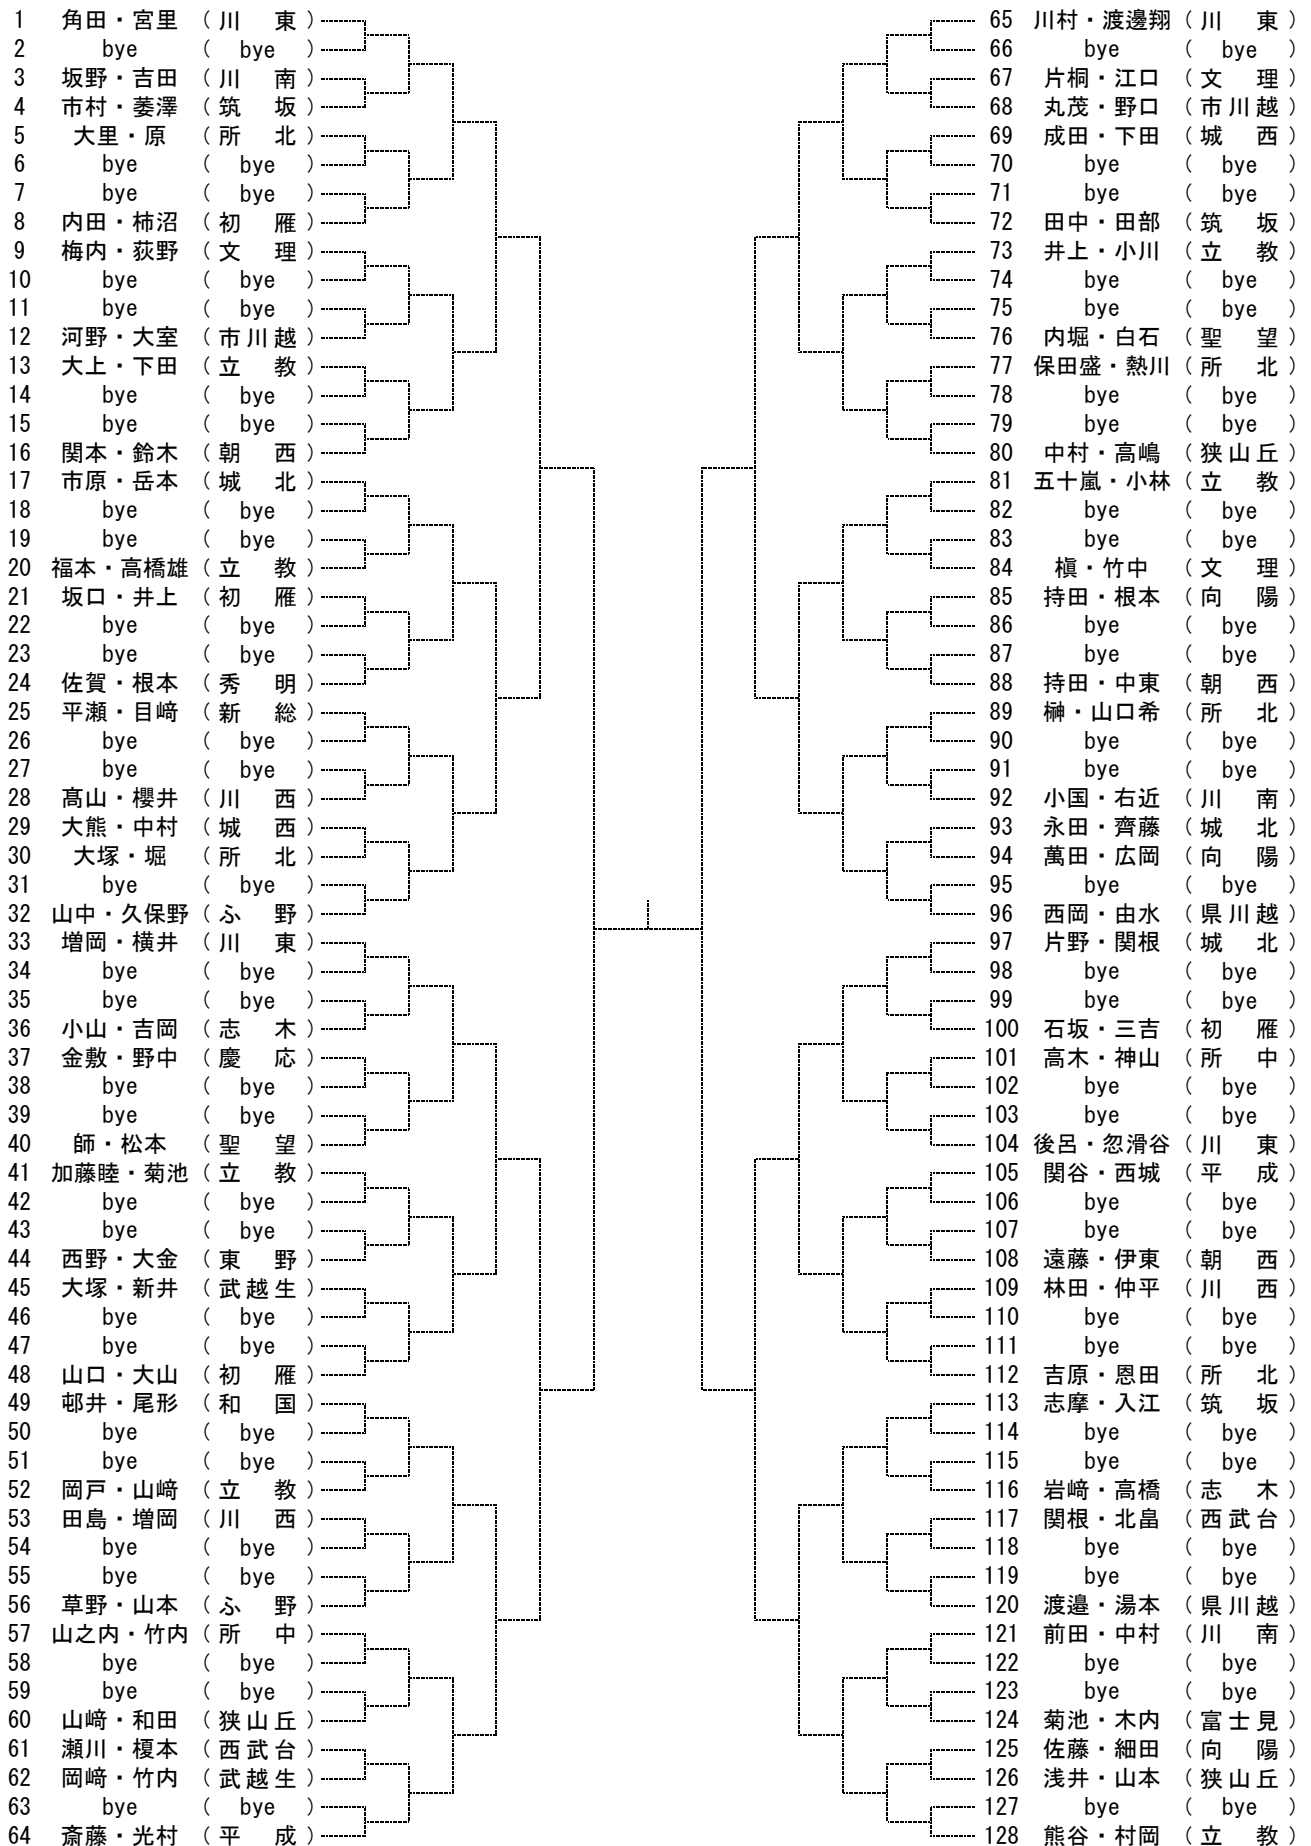 1 角田・宮里 (川 東)
2 bye ( bye )
3 坂野・吉田 (川 南)
4 市村・萎澤 (筑 坂)
5 大里・原 (所 北)
6 bye ( bye )
7 bye ( bye )
8 内田・柿沼 (初 雁)
9 梅内・荻野 (文 理)
10 bye ( bye )
11 bye ( bye )
12 河野・大室 (市川越)
13 大上・下田 (立 教)
14 bye ( bye )
15 bye ( bye )
16 関本・鈴木 (朝 西)
17 市原・岳本 (城 北)
18 bye ( bye )
19 bye ( bye )
20 福本・高橋雄 (立 教)
21 坂口・井上 (初 雁)
22 bye ( bye )
23 bye ( bye )
24 佐賀・根本 (秀 明)
25 平瀬・目﨑 (新 総)
26 bye ( bye )
27 bye ( bye )
28 髙山・櫻井 (川 西)
29 大熊・中村 (城 西)
30 大塚・堀 (所 北)
31 bye ( bye )
32 山中・久保野 (ふ 野)
33 増岡・横井 (川 東)
34 bye ( bye )
35 bye ( bye )
36 小山・吉岡 (志 木)
37 金敷・野中 (慶 応)
38 bye ( bye )
39 bye ( bye )
40 師・松本 (聖 望)
41 加藤睦・菊池 (立 教)
42 bye ( bye )
43 bye ( bye )
44 西野・大金 (東 野)
45 大塚・新井 (武越生)
46 bye ( bye )
47 bye ( bye )
48 山口・大山 (初 雁)
49 邨井・尾形 (和 国)
50 bye ( bye )
51 bye ( bye )
52 岡戸・山﨑 (立 教)
53 田島・増岡 (川 西)
54 bye ( bye )
55 bye ( bye )
56 草野・山本 (ふ 野)
57 山之内・竹内 (所 中)
58 bye ( bye )
59 bye ( bye )
60 山﨑・和田 (狭山丘)
61 瀬川・榎本 (西武台)
62 岡﨑・竹内 (武越生)
63 bye ( bye )
64 斎藤・光村 (平 成)
65 川村・渡邊翔 (川 東)
66 bye ( bye )
67 片桐・江口 (文 理)
68 丸茂・野口 (市川越)
69 成田・下田 (城 西)
70 bye ( bye )
71 bye ( bye )
72 田中・田部 (筑 坂)
73 井上・小川 (立 教)
74 bye ( bye )
75 bye ( bye )
76 内堀・白石 (聖 望)
77 保田盛・熱川 (所 北)
78 bye ( bye )
79 bye ( bye )
80 中村・高嶋 (狭山丘)
81 五十嵐・小林 (立 教)
82 bye ( bye )
83 bye ( bye )
84 槇・竹中 (文 理)
85 持田・根本 (向 陽)
86 bye ( bye )
87 bye ( bye )
88 持田・中東 (朝 西)
89 榊・山口希 (所 北)
90 bye ( bye )
91 bye ( bye )
92 小国・右近 (川 南)
93 永田・齊藤 (城 北)
94 萬田・広岡 (向 陽)
95 bye ( bye )
96 西岡・由水 (県川越)
97 片野・関根 (城 北)
98 bye ( bye )
99 bye ( bye )
100 石坂・三吉 (初 雁)
101 高木・神山 (所 中)
102 bye ( bye )
103 bye ( bye )
104 後呂・忽滑谷 (川 東)
105 関谷・西城 (平 成)
106 bye ( bye )
107 bye ( bye )
108 遠藤・伊東 (朝 西)
109 林田・仲平 (川 西)
110 bye ( bye )
111 bye ( bye )
112 吉原・恩田 (所 北)
113 志摩・入江 (筑 坂)
114 bye ( bye )
115 bye ( bye )
116 岩﨑・高橋 (志 木)
117 関根・北畠 (西武台)
118 bye ( bye )
119 bye ( bye )
120 渡邉・湯本 (県川越)
121 前田・中村 (川 南)
122 bye ( bye )
123 bye ( bye )
124 菊池・木内 (富士見)
125 佐藤・細田 (向 陽)
126 浅井・山本 (狭山丘)
127 bye ( bye )
128 熊谷・村岡 (立 教)